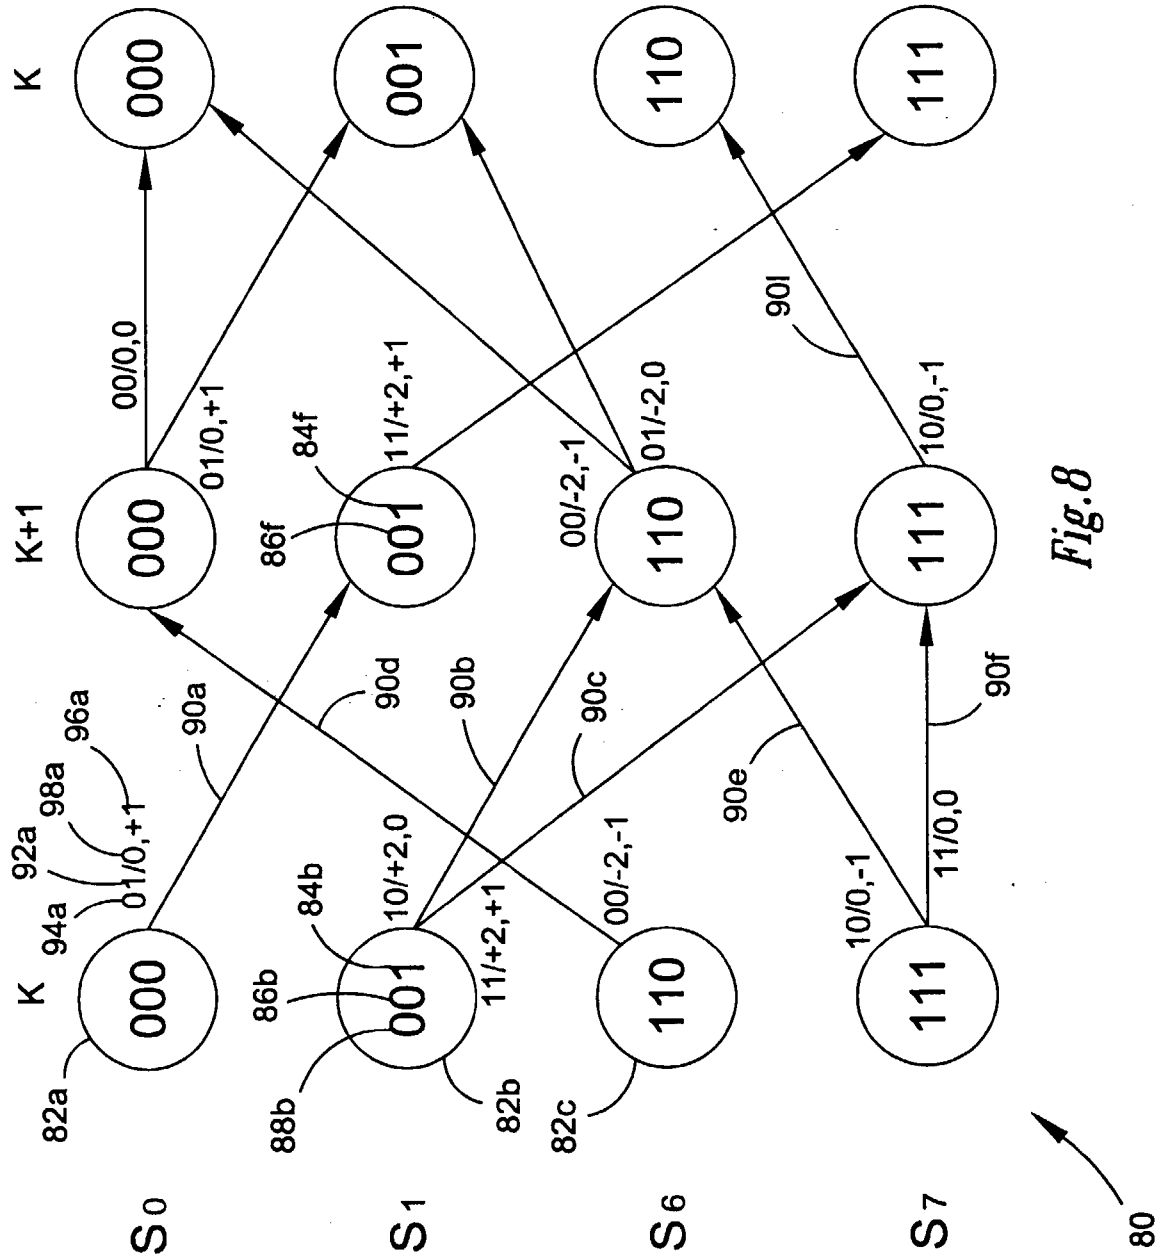 K
K+1
K
S0
82a
000
94a
92a
98a
96a
01/0,+1
90a
000
00/0,0
01/0,+1
000
S1
88b
86b
84b
82b
001
10/+2,0
11/+2,+1
90d
90b
86f
84f
001
11/+2,+1
001
S6
82c
110
00/-2,-1
90c
00/-2,-1
110
01/-2,0
90l
110
S7
111
10/0,-1
11/0,0
90e
90f
111
10/0,-1
111
80
Fig.8